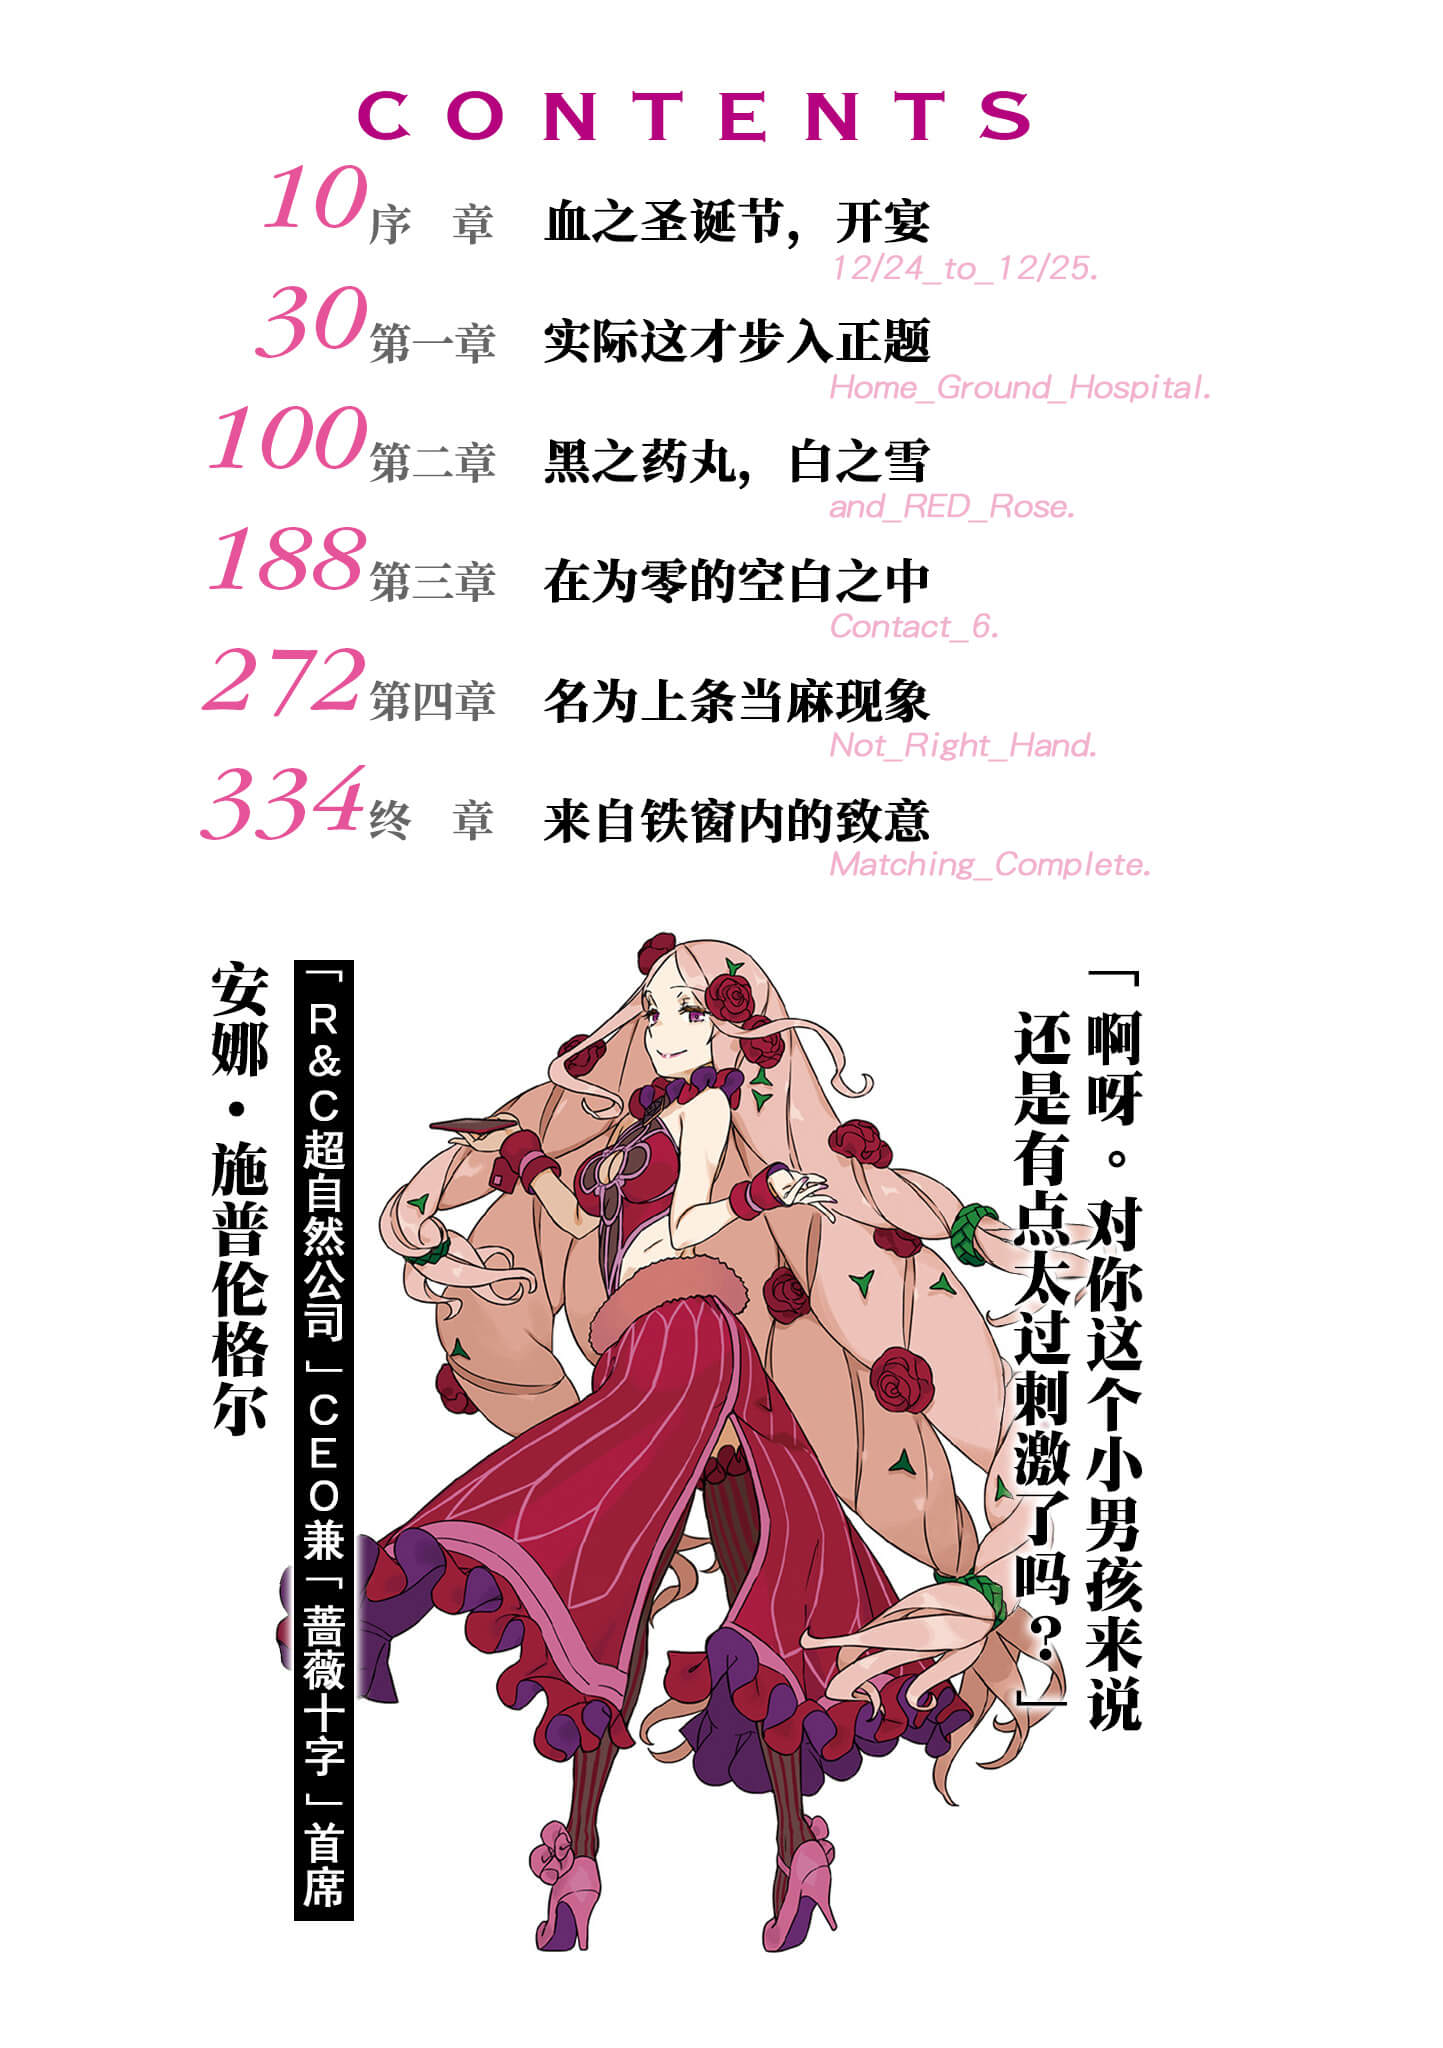 CONTENTS
10 序 章 血之圣诞节，开宴
12/24_to_12/25.
30 第一章 实际这才步入正题
Home_Ground_Hospital.
100 第二章 黑之药丸，白之雪
and_RED_Rose.
188 第三章 在为零的空白之中
Contact_6.
272 第四章 名为上条当麻现象
Not_Right_Hand.
334 终 章 来自铁窗内的致意
Matching_Complete.
「啊呀。对你这个小男孩来说
还是有点太过刺激了吗？」
「R&C超自然公司」CEO兼「蔷薇十字」首席
安娜・施普伦格尔